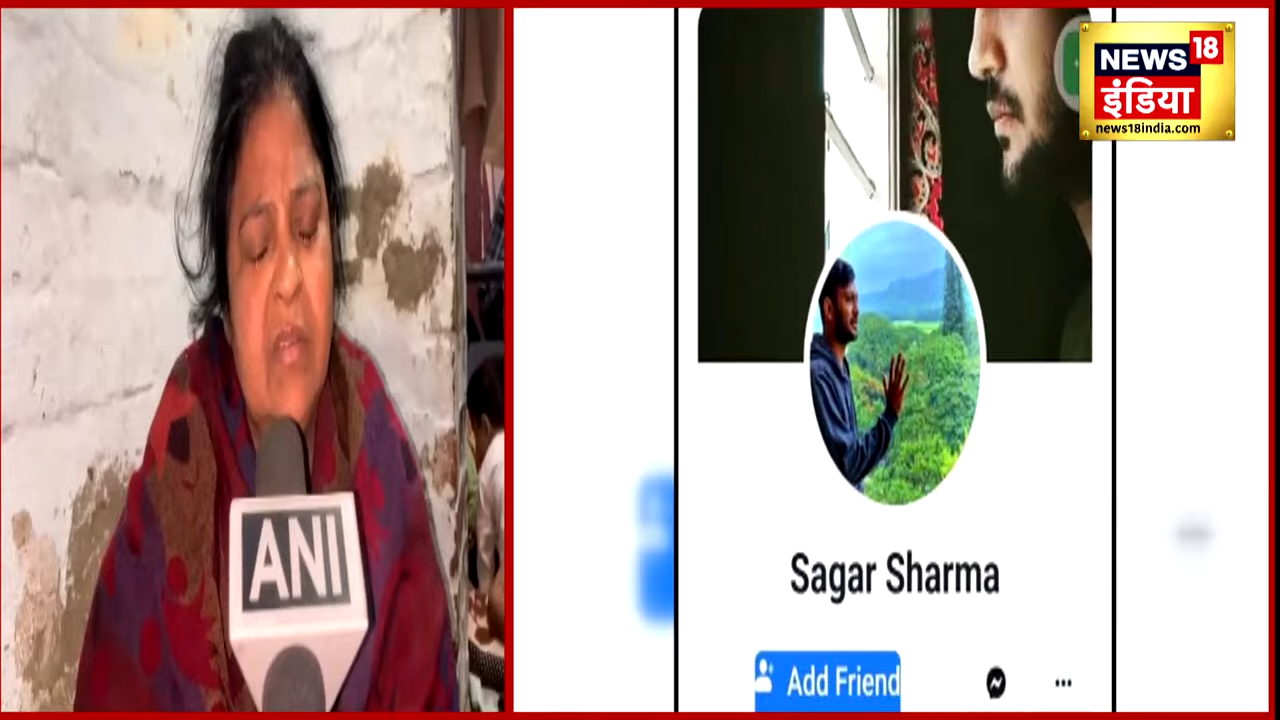 NEWS 18
इंडिया
news18india.com
ANI
Sagar Sharma
Add Friend